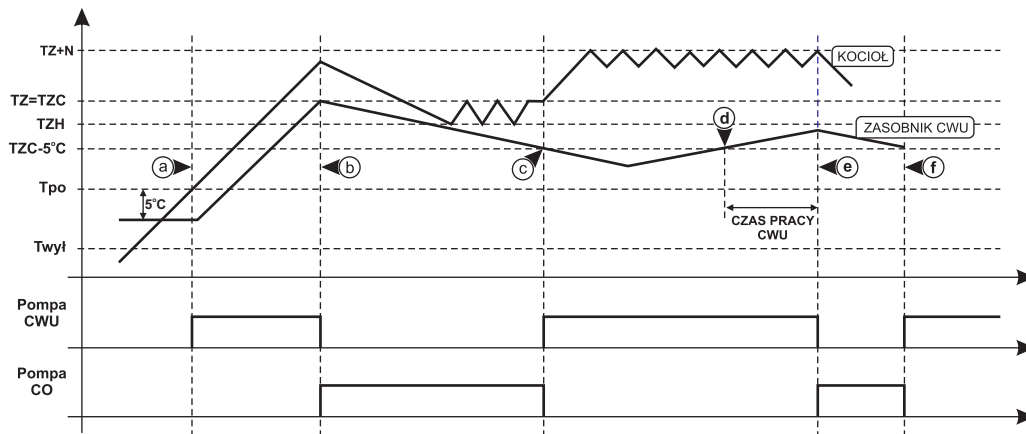 TZ+N
KOCIOŁ
TZ=TZC
TZH
d
ZASOBNIK CWU
TZC-5°C
a
b
c
e
f
Tpo
5°C
CZAS PRACY
CWU
Twył
Pompa
CWU
Pompa
CO